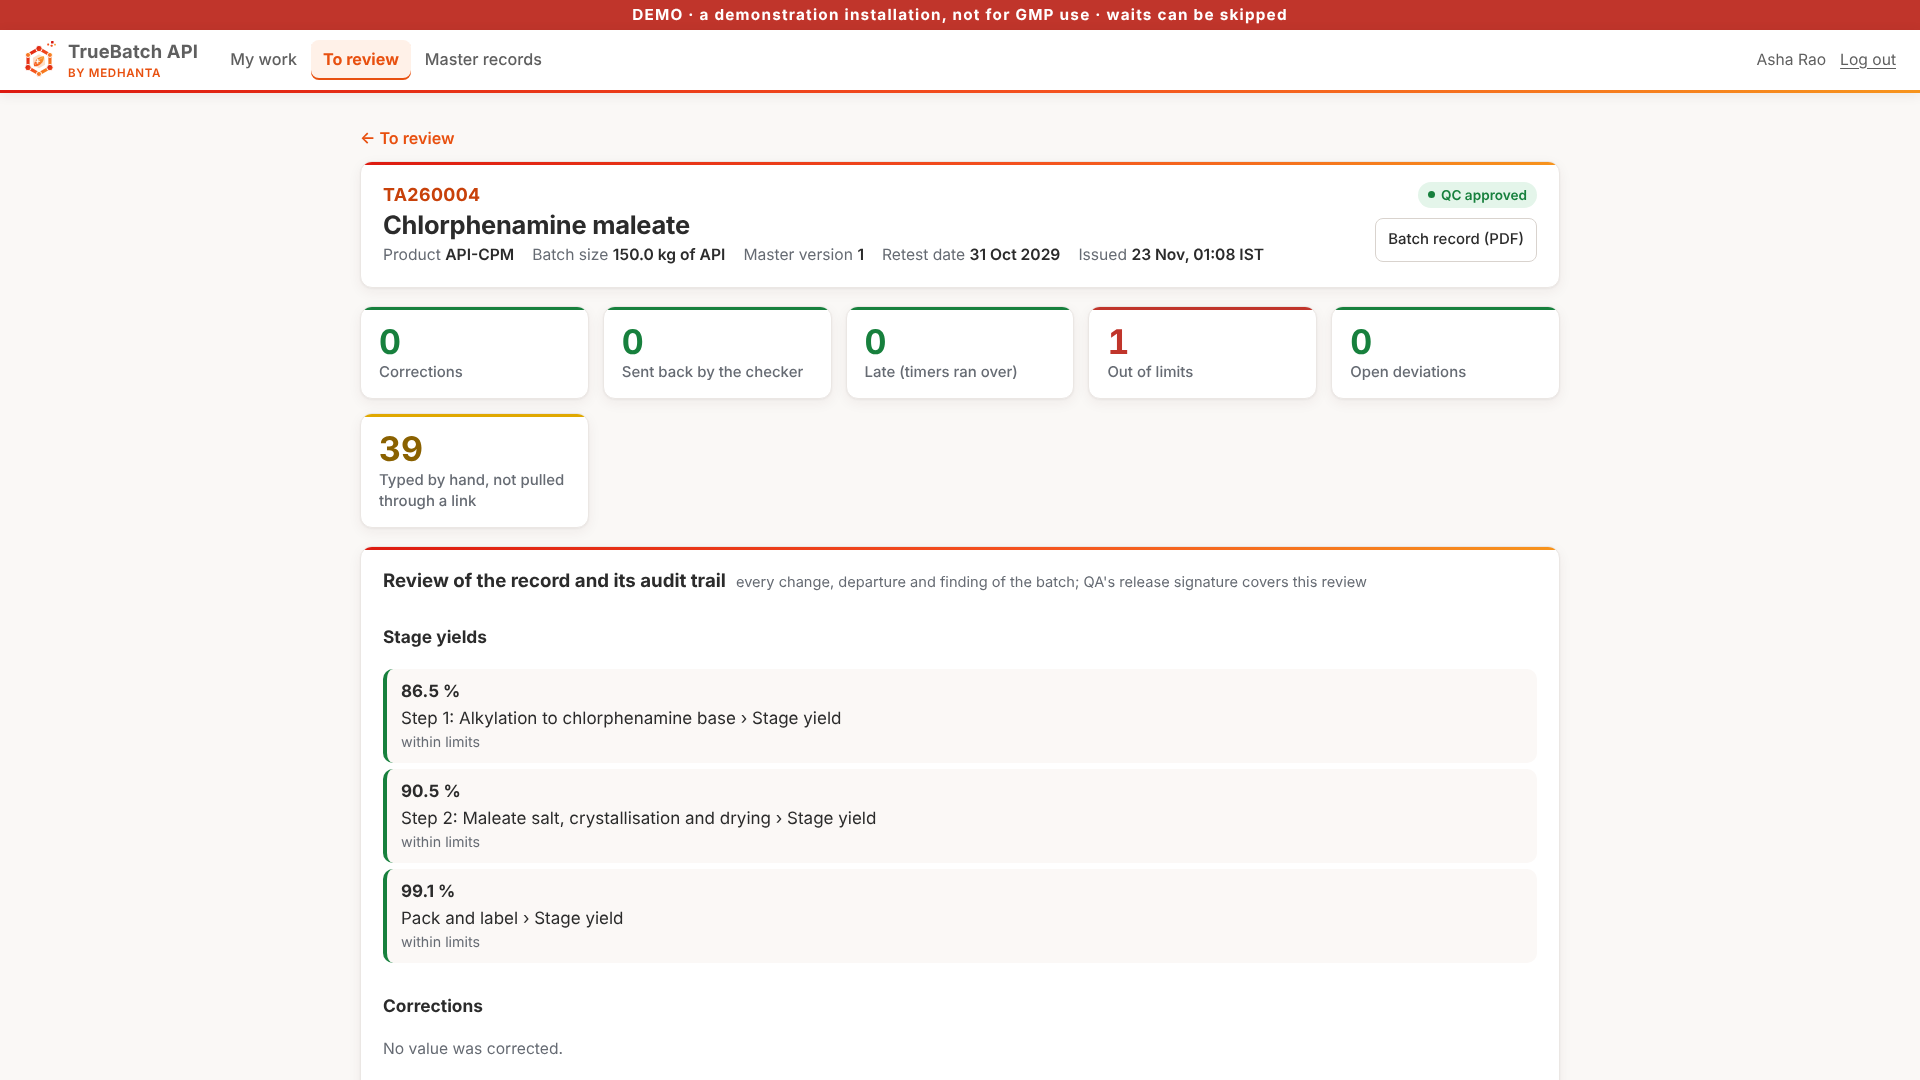 DEMO · a demonstration installation, not for GMP use · waits can be skipped
TrueBatch API
BY MEDHANTA
My work
To review
Master records
Asha Rao
Log out
← To review
TA260004
QC approved
Chlorphenamine maleate
Batch record (PDF)
Product API-CPM Batch size 150.0 kg of API Master version 1 Retest date 31 Oct 2029 Issued 23 Nov, 01:08 IST
0
Corrections
0
Sent back by the checker
0
Late (timers ran over)
1
Out of limits
0
Open deviations
39
Typed by hand, not pulled
through a link
Review of the record and its audit trail every change, departure and finding of the batch; QA's release signature covers this review
Stage yields
86.5 %
Step 1: Alkylation to chlorphenamine base › Stage yield
within limits
90.5 %
Step 2: Maleate salt, crystallisation and drying › Stage yield
within limits
99.1 %
Pack and label › Stage yield
within limits
Corrections
No value was corrected.